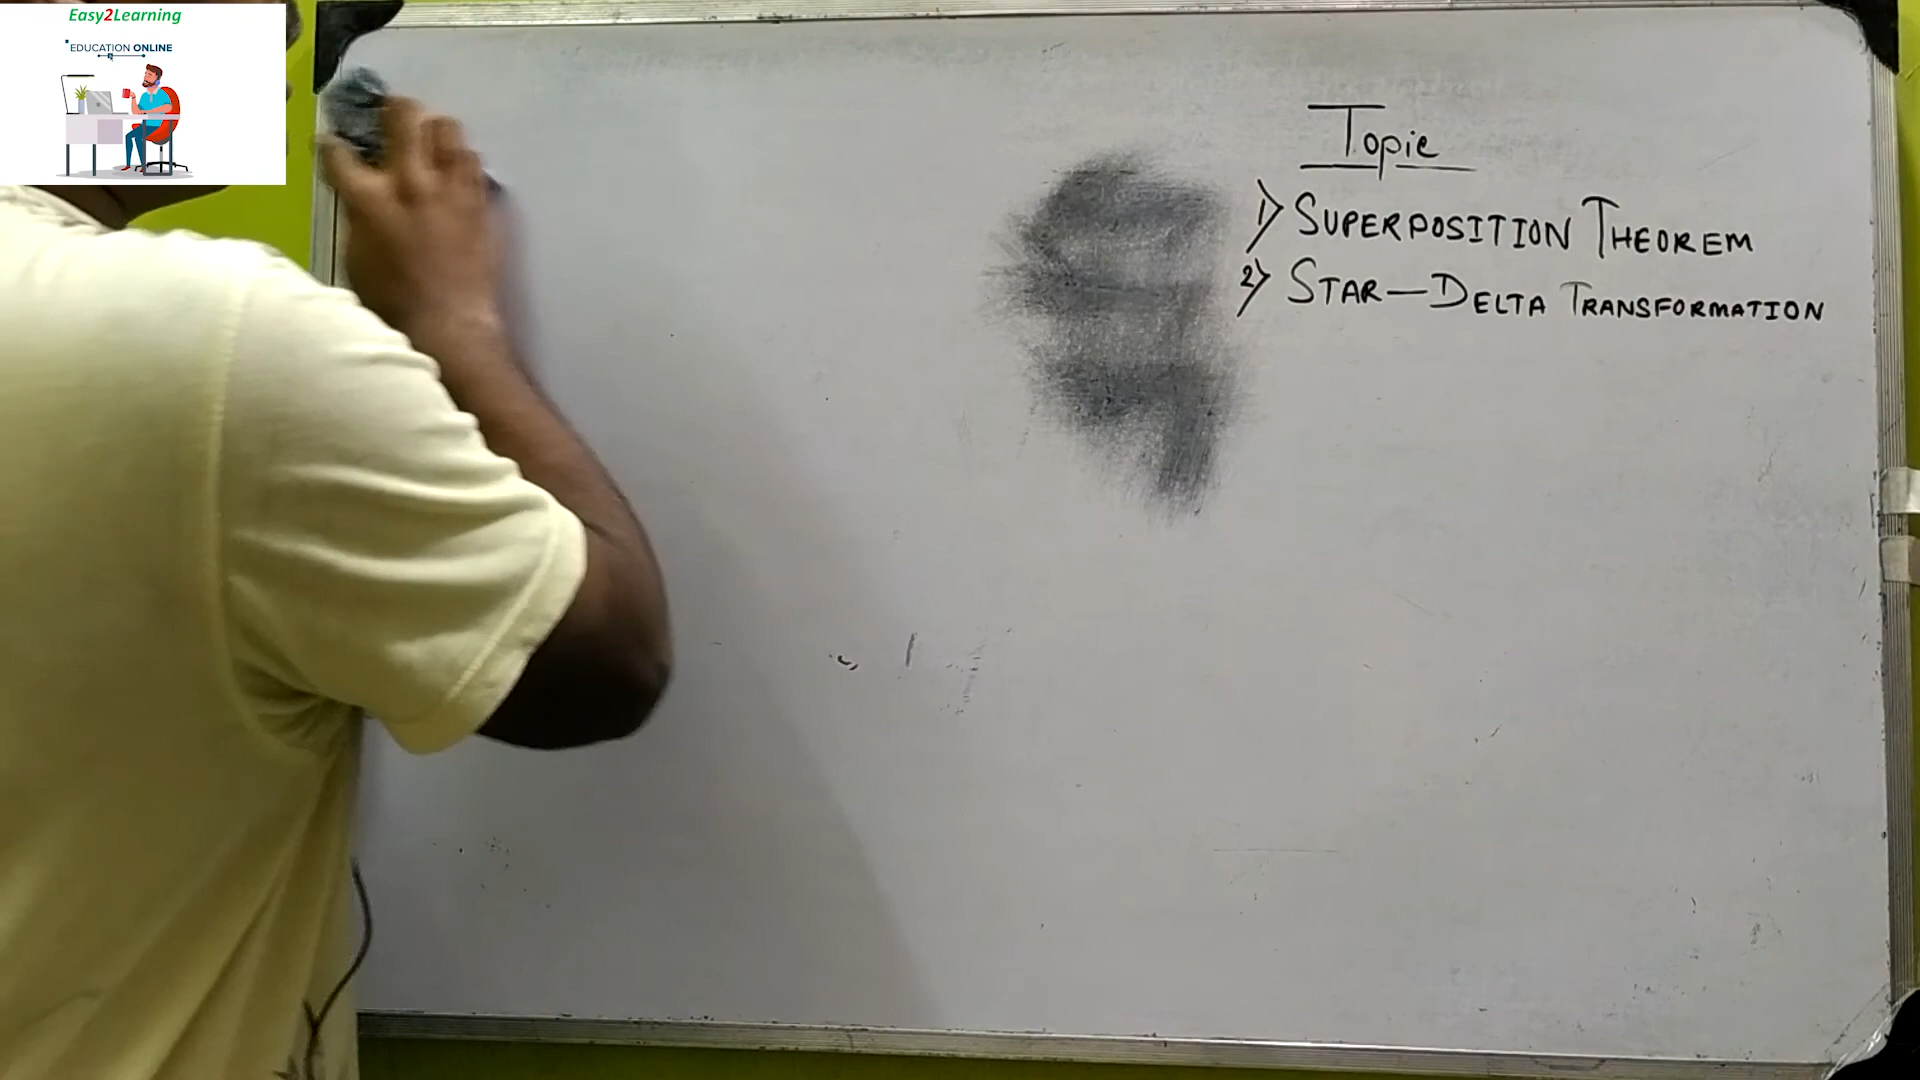 Easy2Learning
EDUCATION ONLINE
Topic
1) SUPERPOSITION THEOREM
2) STAR-DELTA TRANSFORMATION